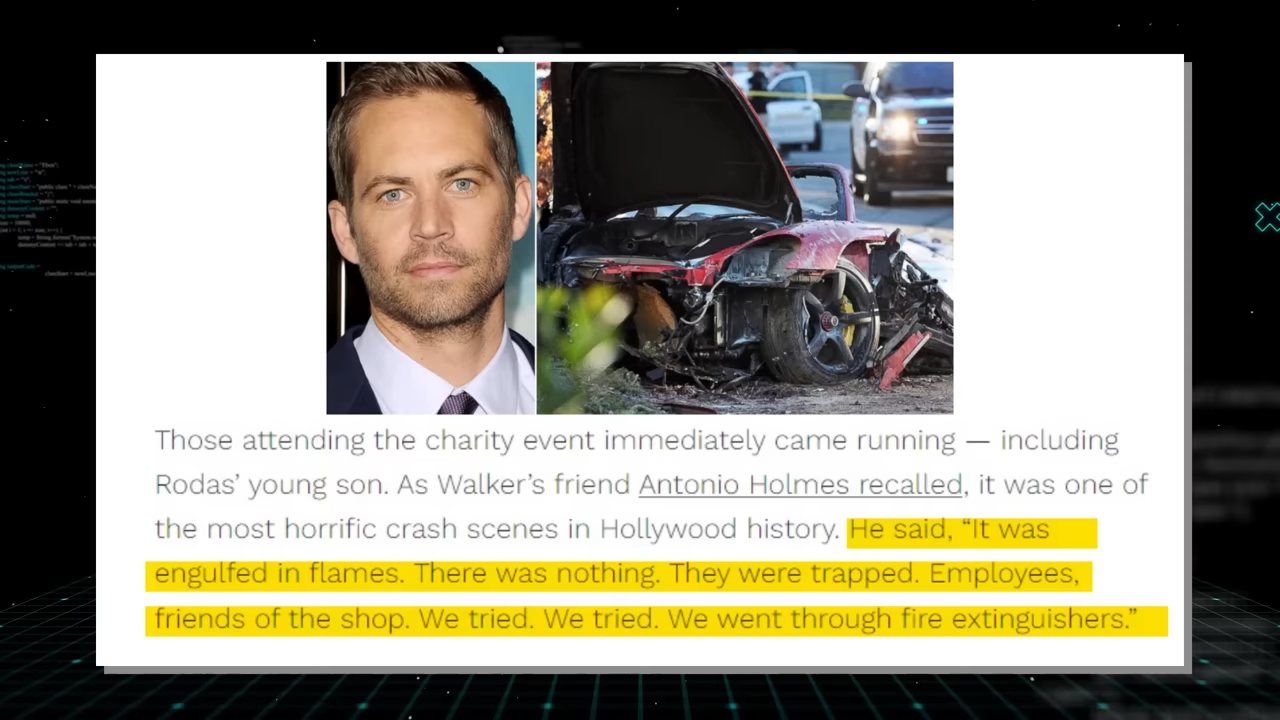 Those attending the charity event immediately came running — including
Rodas’ young son. As Walker’s friend Antonio Holmes recalled, it was one of
the most horrific crash scenes in Hollywood history. He said, “It was
engulfed in flames. There was nothing. They were trapped. Employees,
friends of the shop. We tried. We tried. We went through fire extinguishers.”